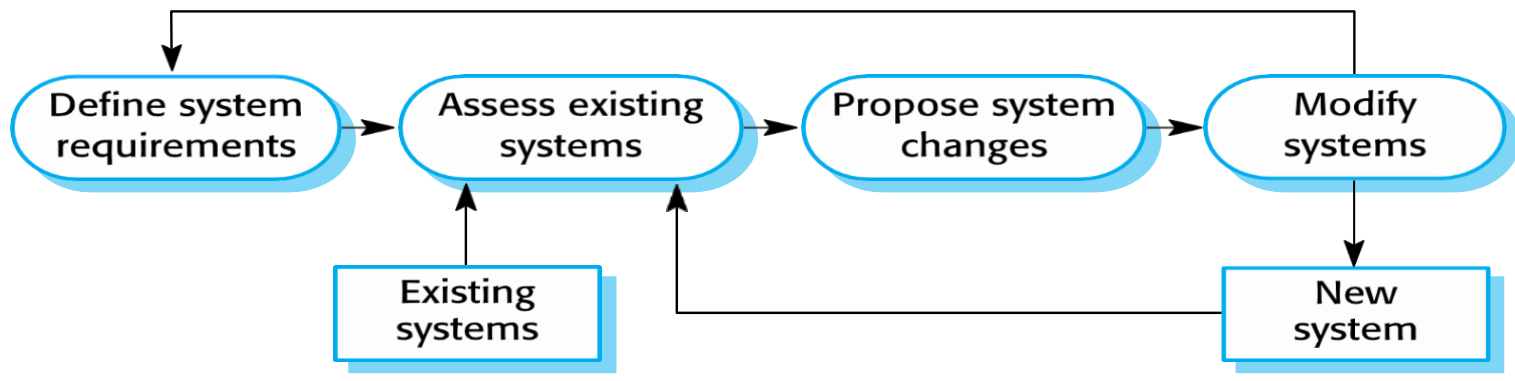 Define system
requirements
Assess existing
systems
Propose system
changes
Modify
systems
Existing
systems
New
system